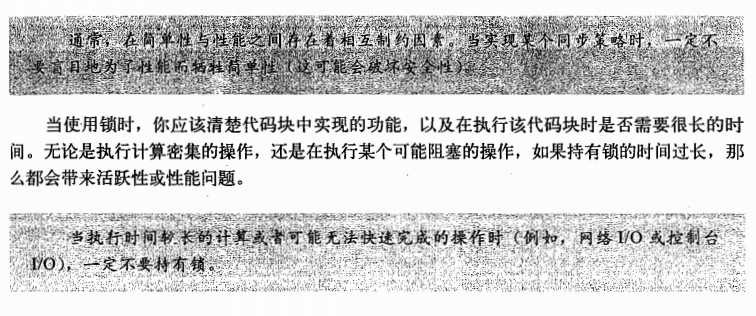 通常，在简单性与性能之间存在着相互制约因素。当实现某个同步策略时，一定不
要盲目地为了性能而牺牲简单性（这可能会破坏安全性）。
当使用锁时，你应该清楚代码块中实现的功能，以及在执行该代码块时是否需要很长的时
间。无论是执行计算密集的操作，还是在执行某个可能阻塞的操作，如果持有锁的时间过长，那
么都会带来活跃性或性能问题。
当执行时间较长的计算或者可能无法快速完成的操作时（例如，网络 I/O 或控制台
I/O），一定不要持有锁。